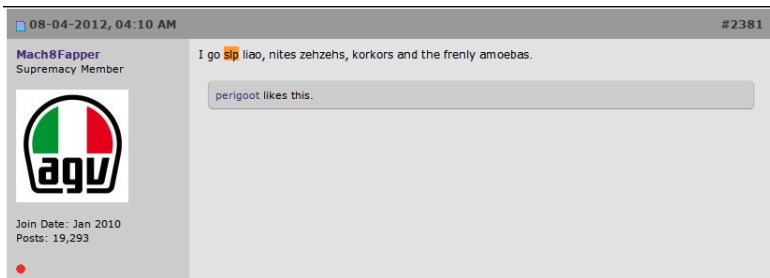 08-04-2012, 04:10 AM #2381
Mach8Fapper
Supremacy Member
agv
Join Date: Jan 2010
Posts: 19,293
I go slp liao, nites zehzehs, korkors and the frenly amoebas.
perigoot likes this.